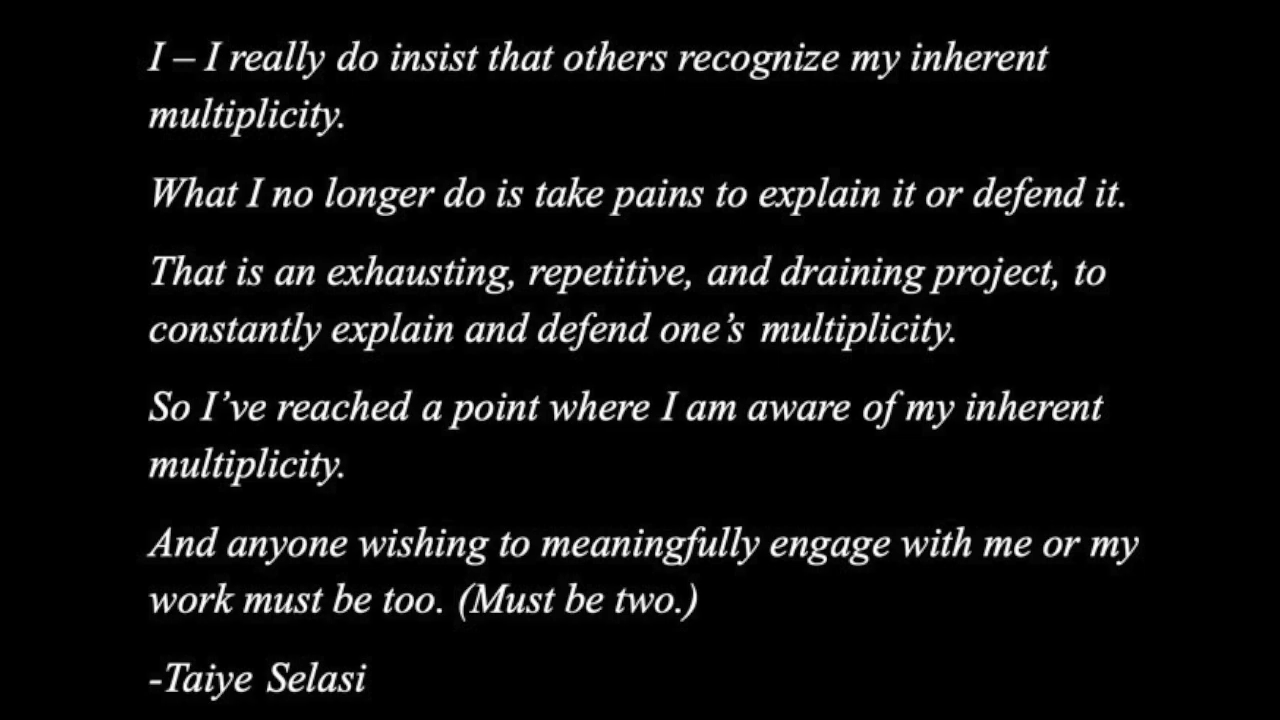 I – I really do insist that others recognize my inherent
multiplicity.
What I no longer do is take pains to explain it or defend it.
That is an exhausting, repetitive, and draining project, to
constantly explain and defend one’s multiplicity.
So I’ve reached a point where I am aware of my inherent
multiplicity.
And anyone wishing to meaningfully engage with me or my
work must be too. (Must be two.)
-Taiye Selasi